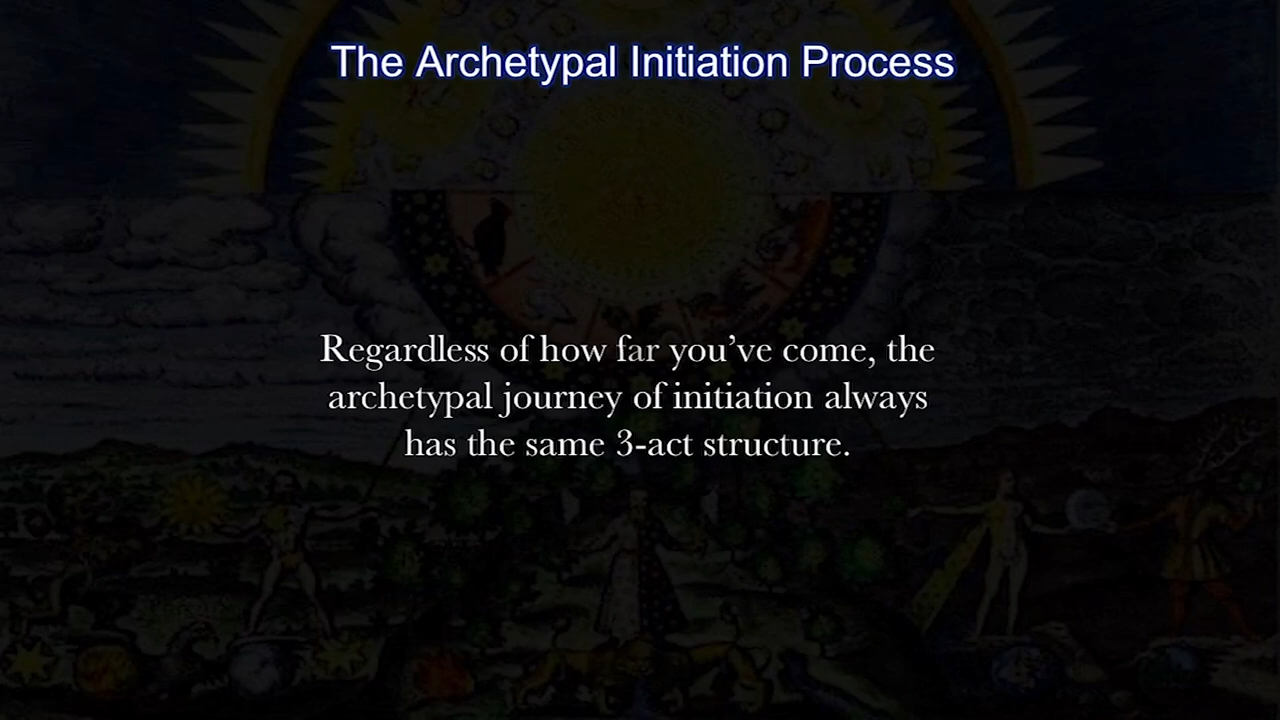 The Archetypal Initiation Process
Regardless of how far you’ve come, the
archetypal journey of initiation always
has the same 3-act structure.